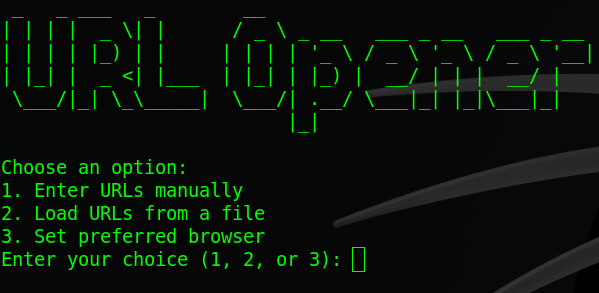 URL Opener
Choose an option:
1. Enter URLs manually
2. Load URLs from a file
3. Set preferred browser
Enter your choice (1, 2, or 3):